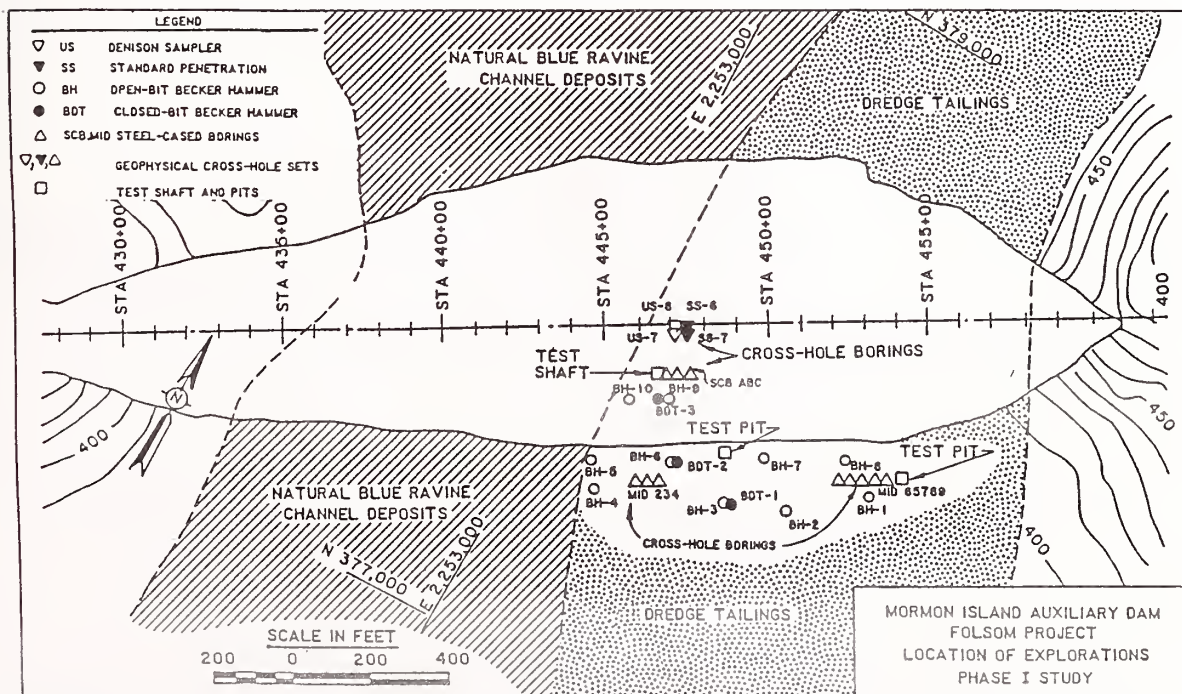 LEGEND
US DENISON SAMPLER
SS STANDARD PENETRATION
BH OPEN-BIT BECKER HAMMER
BDT CLOSED-BIT BECKER HAMMER
SCB,MID STEEL-CASED BORINGS
GEOPHYSICAL CROSS-HOLE SETS
TEST SHAFT AND PITS
NATURAL BLUE RAVINE
CHANNEL DEPOSITS
E 2,253,000
N 379,000
DREDGE TAILINGS
450
400
STA 430+00
STA 435+00
STA 440+00
STA 445+00
STA 450+00
STA 455+00
US-8
SS-6
US-7
SS-7
CROSS-HOLE BORINGS
TEST
SHAFT
SCB ABC
BH-10
BH-9
BDT-3
N
400
450
TEST PIT
TEST PIT
BH-5
BH-6
BDT-2
BH-7
BH-8
BH-4
MID 234
BDT-1
BH-3
BH-2
MID 65789
BH-1
CROSS-HOLE BORINGS
NATURAL BLUE RAVINE
CHANNEL DEPOSITS
N 377,000
E 2,253,000
DREDGE TAILINGS
400
SCALE IN FEET
200 0 200 400
MORMON ISLAND AUXILIARY DAM
FOLSOM PROJECT
LOCATION OF EXPLORATIONS
PHASE I STUDY